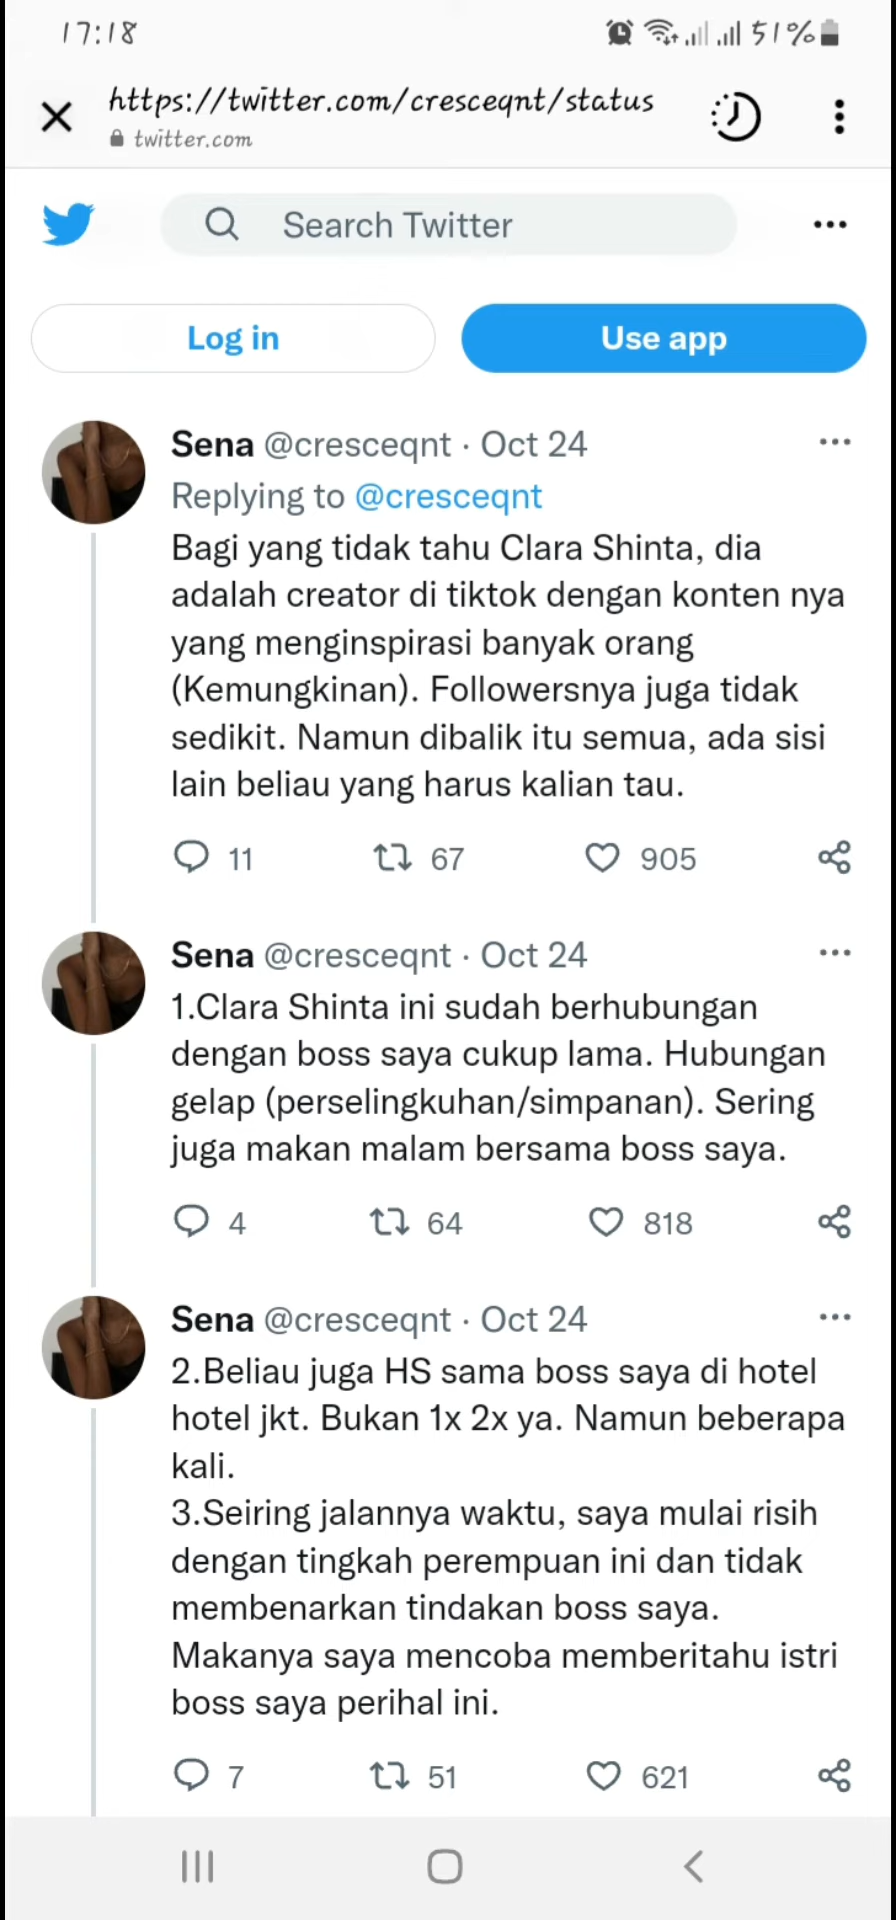 17:18
51%
https://twitter.com/cresceqnt/status
twitter.com
Search Twitter
Log in
Use app
Sena @cresceqnt · Oct 24
Replying to @cresceqnt
Bagi yang tidak tahu Clara Shinta, dia
adalah creator di tiktok dengan konten nya
yang menginspirasi banyak orang
(Kemungkinan). Followersnya juga tidak
sedikit. Namun dibalik itu semua, ada sisi
lain beliau yang harus kalian tau.
11 67 905
Sena @cresceqnt · Oct 24
1.Clara Shinta ini sudah berhubungan
dengan boss saya cukup lama. Hubungan
gelap (perselingkuhan/simpanan). Sering
juga makan malam bersama boss saya.
4 64 818
Sena @cresceqnt · Oct 24
2.Beliau juga HS sama boss saya di hotel
hotel jkt. Bukan 1x 2x ya. Namun beberapa
kali.
3.Seiring jalannya waktu, saya mulai risih
dengan tingkah perempuan ini dan tidak
membenarkan tindakan boss saya.
Makanya saya mencoba memberitahu istri
boss saya perihal ini.
7 51 621